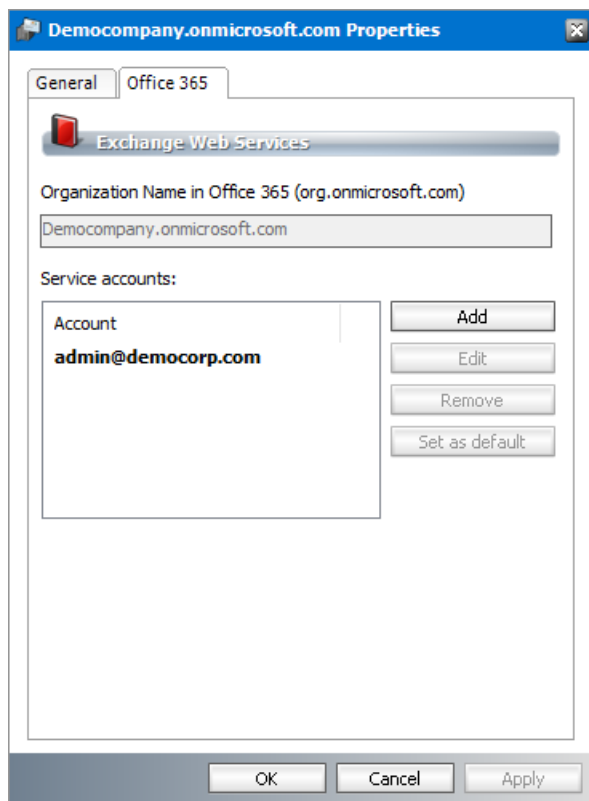 Democompany.onmicrosoft.com Properties
General Office 365
Exchange Web Services
Organization Name in Office 365 (org.onmicrosoft.com)
Democompany.onmicrosoft.com
Service accounts:
Account
admin@democorp.com
Add
Edit
Remove
Set as default
OK Cancel Apply